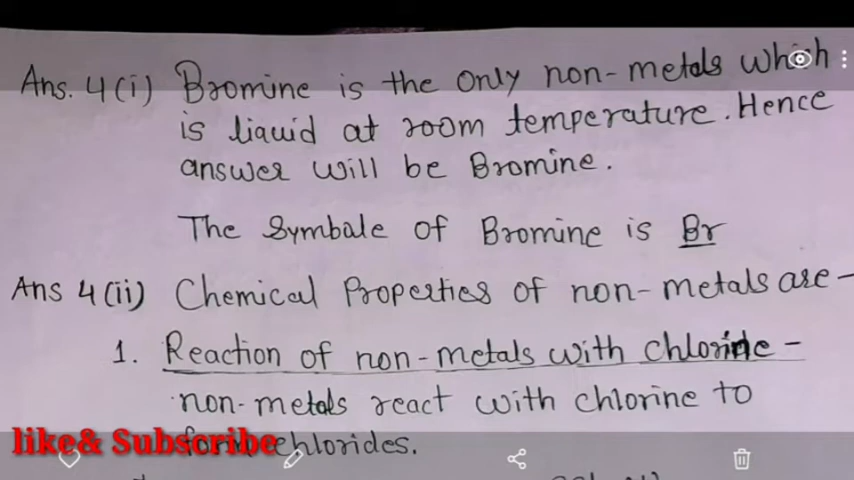 Ans. 4(i) Bromine is the only non-metals which
is liquid at room temperature. Hence
answer will be Bromine.
The Symbale of Bromine is Br
Ans 4(ii) Chemical Properties of non-metals are-
1. Reaction of non-metals with chlorine -
non-metals react with chlorine to
form chlorides.
like& Subscribe